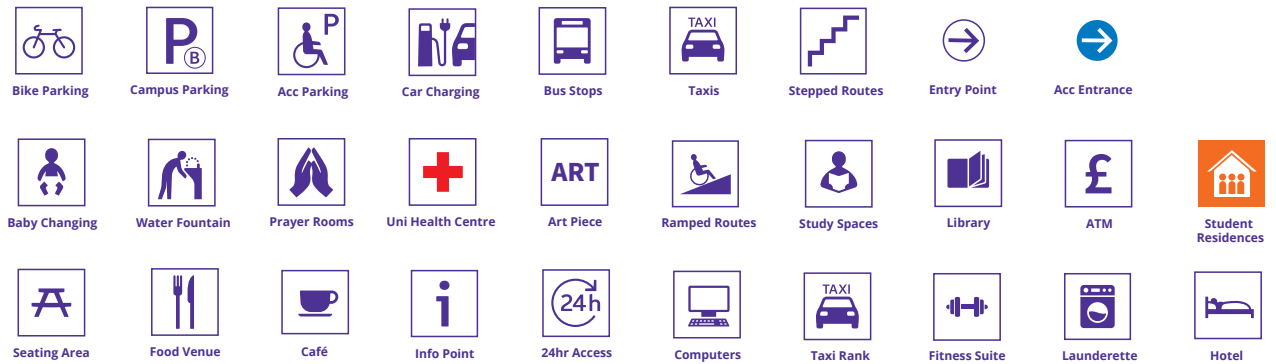 P
TAXI
P
B
Bike Parking
Campus Parking
Acc Parking
Car Charging
Bus Stops
Taxis
Stepped Routes
Entry Point
Acc Entrance
ART
£
Baby Changing
Water Fountain
Prayer Rooms
Uni Health Centre
Art Piece
Ramped Routes
Study Spaces
Library
ATM
Student
Residences
i
24h
TAXI
Seating Area
Food Venue
Café
Info Point
24hr Access
Computers
Taxi Rank
Fitness Suite
Launderette
Hotel